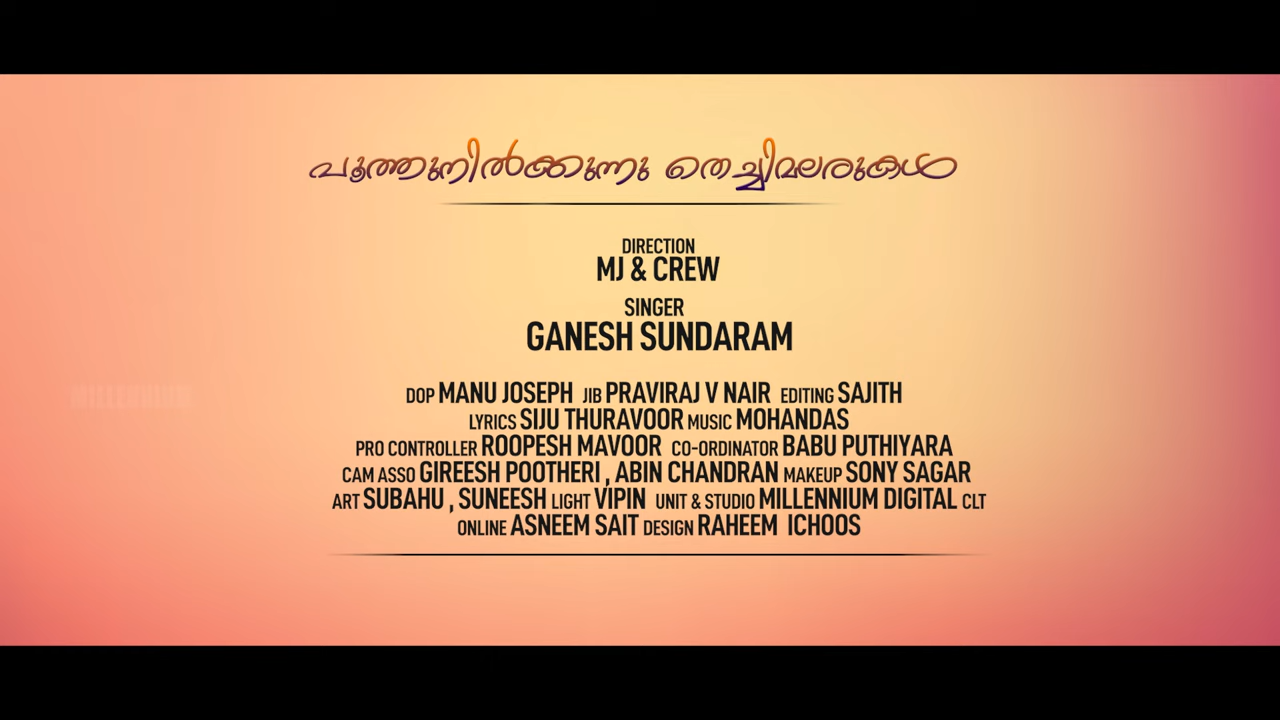 പൂത്തുനിൽക്കുന്നു തെച്ചിമലരുകൾ
DIRECTION
MJ & CREW
SINGER
GANESH SUNDARAM
DOP MANU JOSEPH JIB PRAVIRAJ V NAIR EDITING SAJITH
LYRICS SIJU THURAVOOR MUSIC MOHANDAS
PRO CONTROLLER ROOPESH MAVOOR CO-ORDINATOR BABU PUTHIYARA
CAM ASSO GIREESH POOTHERI , ABIN CHANDRAN MAKEUP SONY SAGAR
ART SUBAHU , SUNEESH LIGHT VIPIN UNIT & STUDIO MILLENNIUM DIGITAL CLT
ONLINE ASNEEM SAIT DESIGN RAHEEM ICHOOS
MILLENNIUM